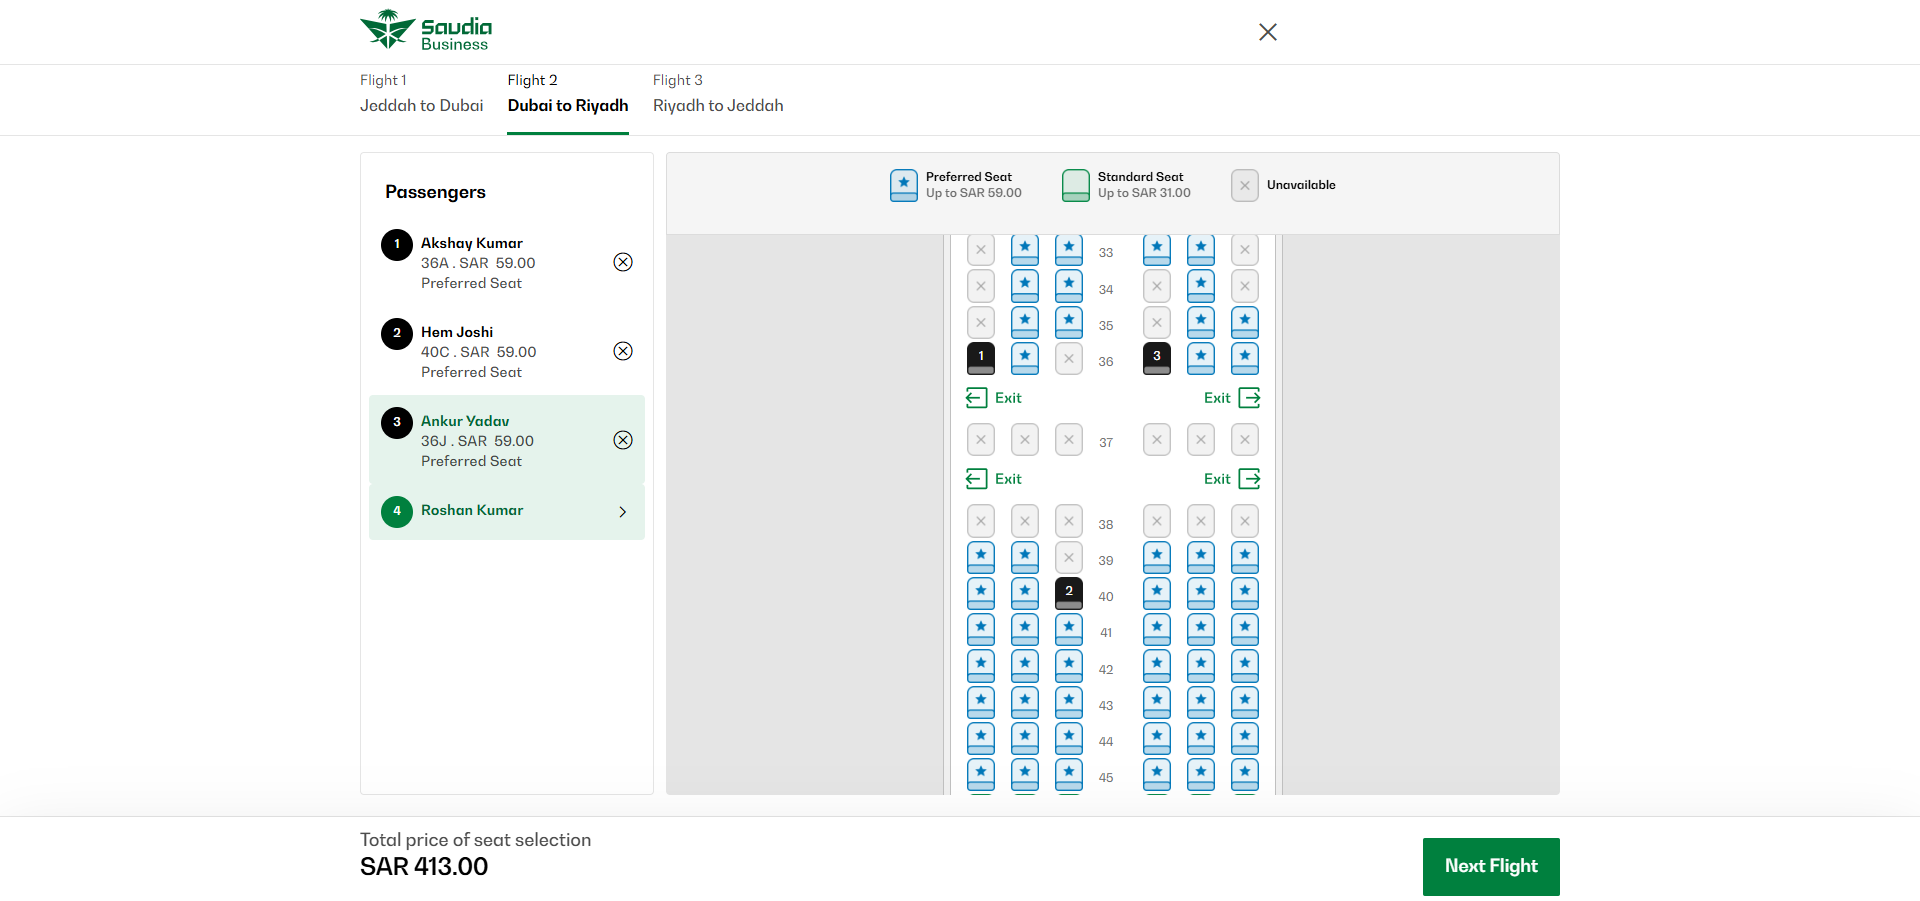 Saudia
Business
Flight 1
Jeddah to Dubai
Flight 2
Dubai to Riyadh
Flight 3
Riyadh to Jeddah
Passengers
1
Akshay Kumar
36A . SAR 59.00
Preferred Seat
2
Hem Joshi
40C . SAR 59.00
Preferred Seat
3
Ankur Yadav
36J . SAR 59.00
Preferred Seat
4
Roshan Kumar
Preferred Seat
Up to SAR 59.00
Standard Seat
Up to SAR 31.00
Unavailable
33
34
35
1 36 3
Exit Exit
37
Exit Exit
38
39
2 40
41
42
43
44
45
Total price of seat selection
SAR 413.00
Next Flight